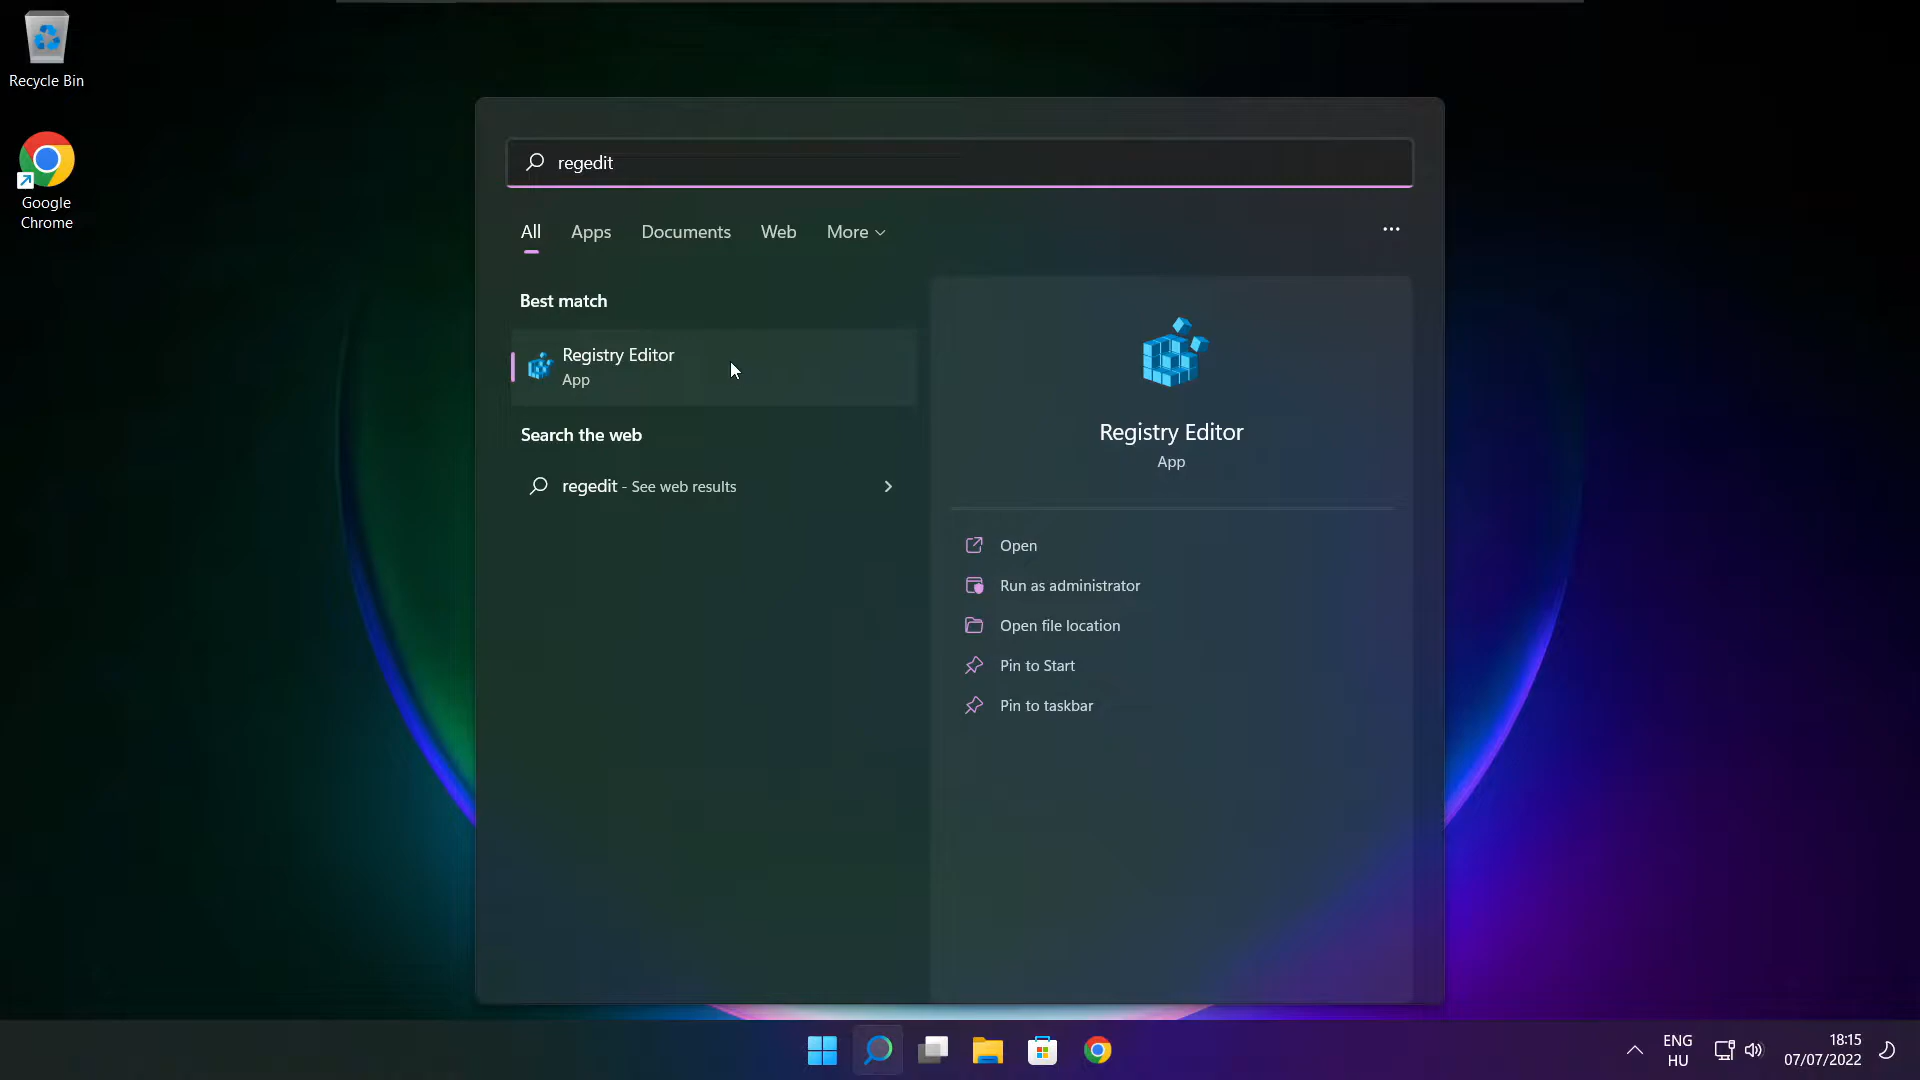 Recycle Bin
Google
Chrome
regedit
All Apps Documents Web More
Best match
Registry Editor
App
Search the web
regedit - See web results
Registry Editor
App
Open
Run as administrator
Open file location
Pin to Start
Pin to taskbar
ENG
HU
18:15
07/07/2022